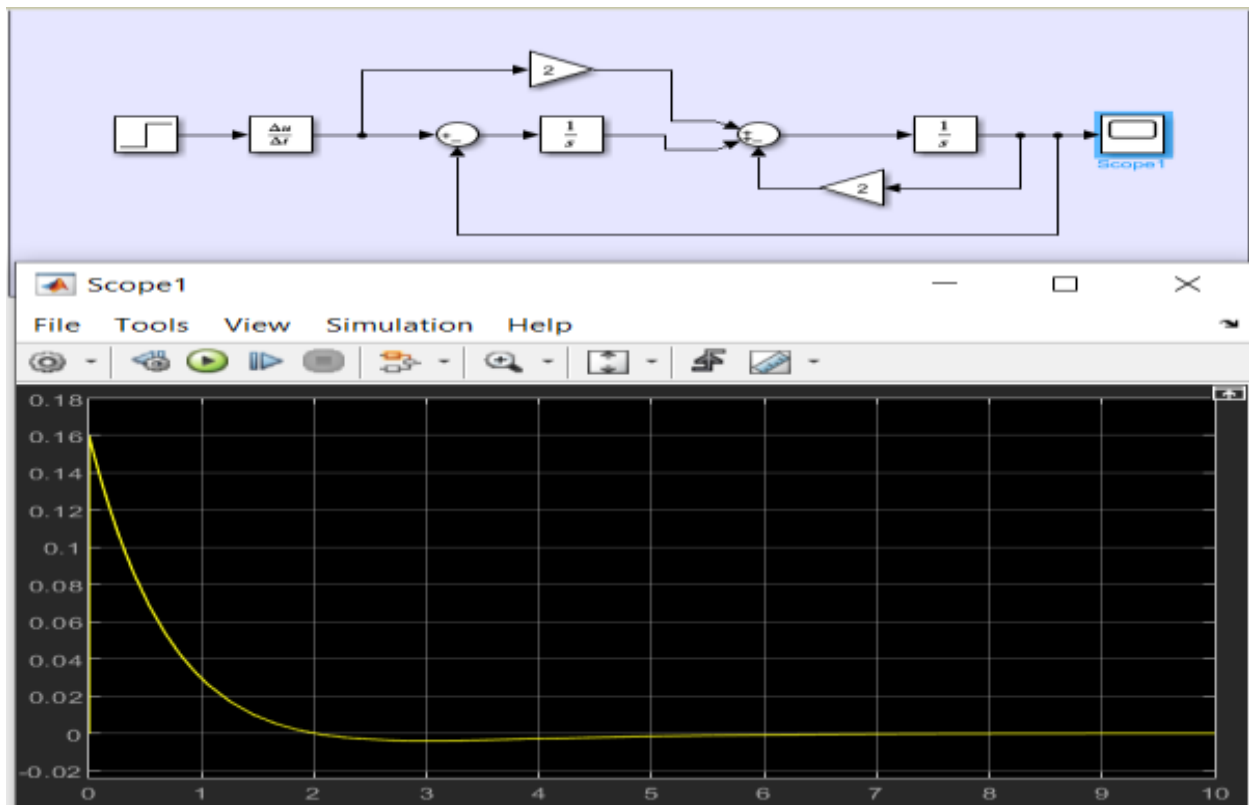 2
Δu
Δt
+
−
1
s
+
+
−
1
s
2
Scope1
Scope1
File Tools View Simulation Help
0.18
0.16
0.14
0.12
0.1
0.08
0.06
0.04
0.02
0
-0.02
0 1 2 3 4 5 6 7 8 9 10